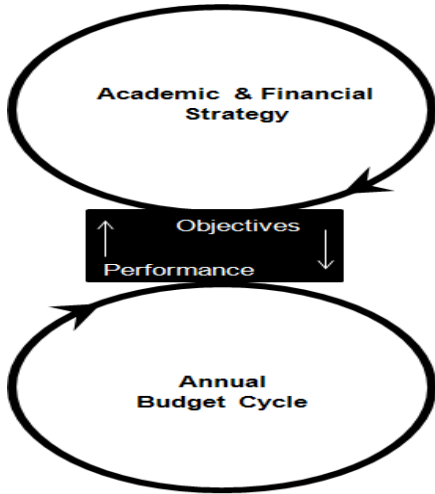 Academic & Financial
Strategy
Objectives
Performance
Annual
Budget Cycle